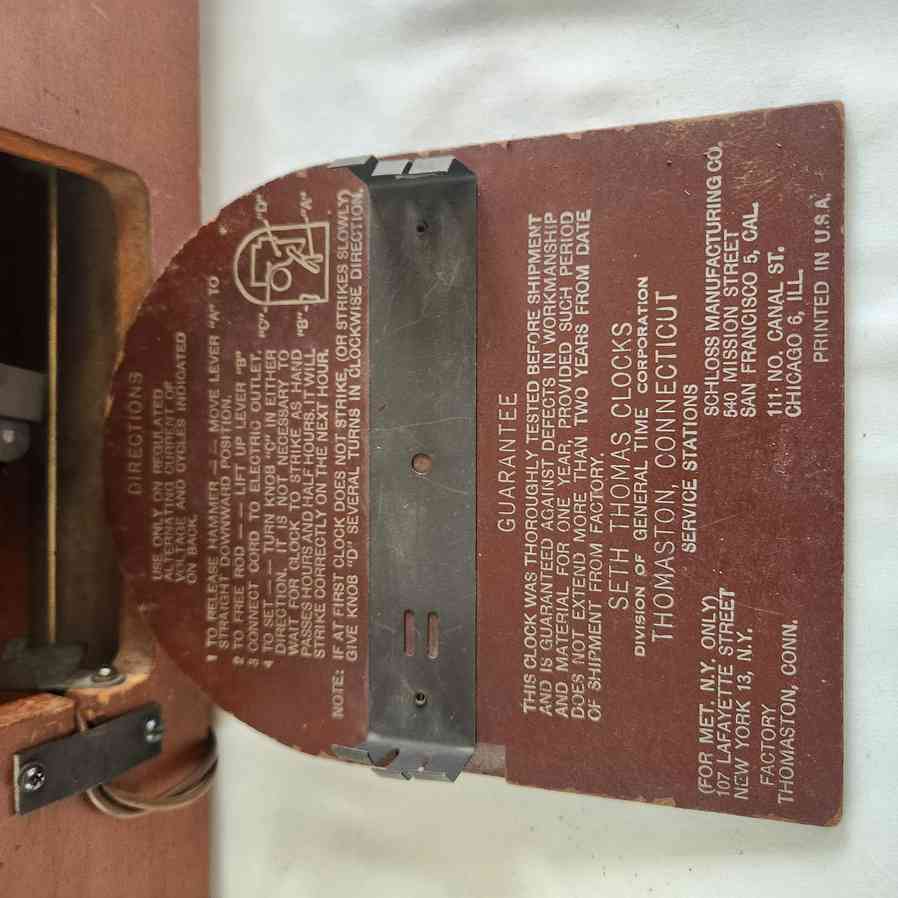 DIRECTIONS
USE ONLY ON REGULATED
ALTERNATING CURRENT OF
VOLTAGE AND CYCLES INDICATED
ON BACK.
1 TO RELEASE HAMMER — — MOVE LEVER "A" TO
STRAIGHT DOWNWARD POSITION.
2 TO FREE ROD — — LIFT UP LEVER "B"
3 CONNECT CORD TO ELECTRIC OUTLET.
4 TO SET — — TURN KNOB "C" IN EITHER
DIRECTION. IT IS NOT NECESSARY TO
WAIT FOR CLOCK TO STRIKE AS HAND
PASSES HOURS AND HALF HOURS. IT WILL
STRIKE CORRECTLY ON THE NEXT HOUR.
"C"- -"D"
"B"- -"A"
NOTE: IF AT FIRST CLOCK DOES NOT STRIKE, (OR STRIKES SLOWLY)
GIVE KNOB "D" SEVERAL TURNS IN CLOCKWISE DIRECTION.
GUARANTEE
THIS CLOCK WAS THOROUGHLY TESTED BEFORE SHIPMENT
AND IS GUARANTEED AGAINST DEFECTS IN WORKMANSHIP
AND MATERIAL FOR ONE YEAR, PROVIDED SUCH PERIOD
DOES NOT EXTEND MORE THAN TWO YEARS FROM DATE
OF SHIPMENT FROM FACTORY.
SETH THOMAS CLOCKS
DIVISION OF GENERAL TIME CORPORATION
THOMASTON, CONNECTICUT
SERVICE STATIONS
(FOR MET. N.Y. ONLY)
107 LAFAYETTE STREET
NEW YORK 13, N.Y.
FACTORY
THOMASTON, CONN.
SCHLOSS MANUFACTURING CO.
540 MISSION STREET
SAN FRANCISCO 5, CAL.
111: NO. CANAL ST.
CHICAGO 6, ILL.
PRINTED IN U.S.A.